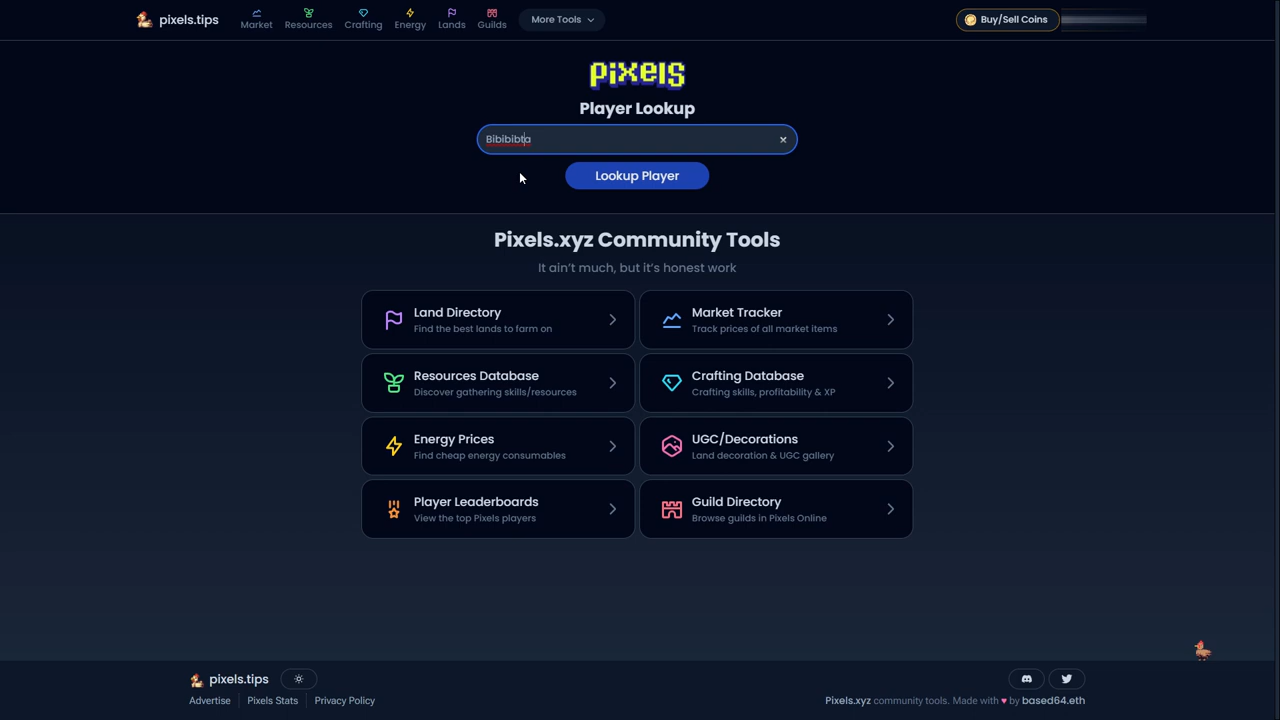 pixels.tips
Market
Resources
Crafting
Energy
Lands
Guilds
More Tools
Buy/Sell Coins
pixels
Player Lookup
Bibibibta
Lookup Player
Pixels.xyz Community Tools
It ain't much, but it's honest work
Land Directory
Find the best lands to farm on
Market Tracker
Track prices of all market items
Resources Database
Discover gathering skills/resources
Crafting Database
Crafting skills, profitability & XP
Energy Prices
Find cheap energy consumables
UGC/Decorations
Land decoration & UGC gallery
Player Leaderboards
View the top Pixels players
Guild Directory
Browse guilds in Pixels Online
pixels.tips
Advertise
Pixels Stats
Privacy Policy
Pixels.xyz community tools. Made with ♥ by based64.eth